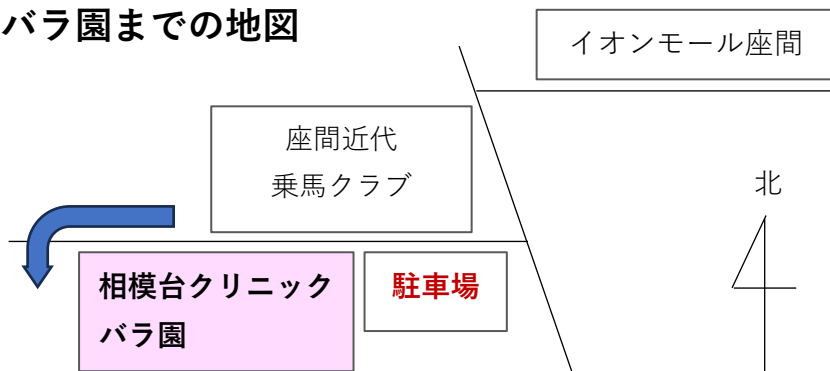 バラ園までの地図
イオンモール座間
座間近代
乗馬クラブ
北
相模台クリニック
バラ園
駐車場